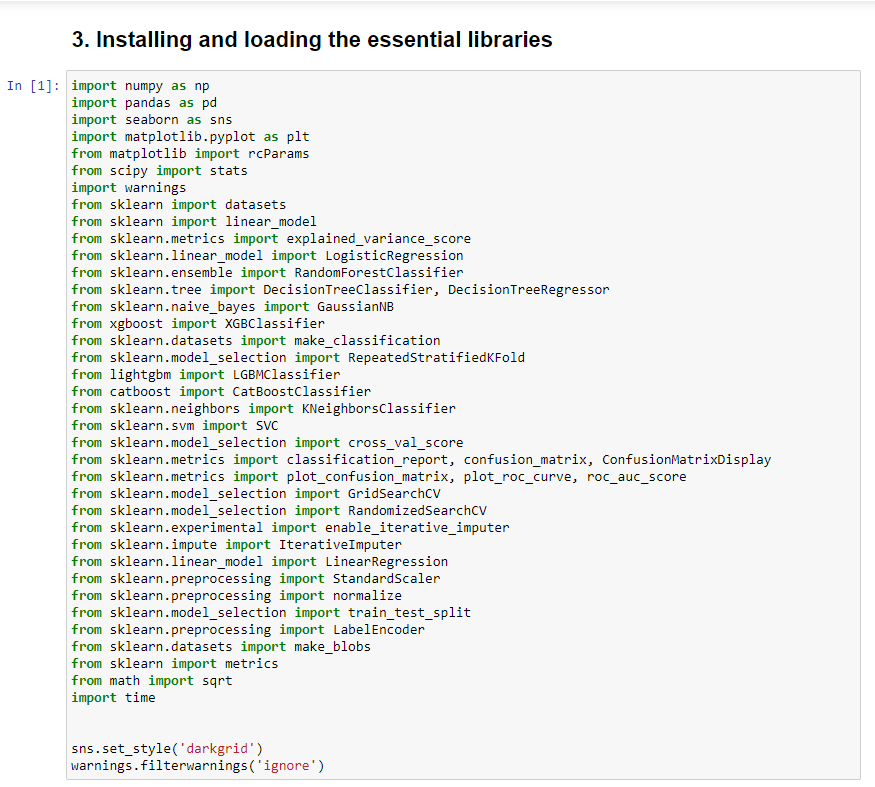 3. Installing and loading the essential libraries
In [1]: import numpy as np
import pandas as pd
import seaborn as sns
import matplotlib.pyplot as plt
from matplotlib import rcParams
from scipy import stats
import warnings
from sklearn import datasets
from sklearn import linear_model
from sklearn.metrics import explained_variance_score
from sklearn.linear_model import LogisticRegression
from sklearn.ensemble import RandomForestClassifier
from sklearn.tree import DecisionTreeClassifier, DecisionTreeRegressor
from sklearn.naive_bayes import GaussianNB
from xgboost import XGBClassifier
from sklearn.datasets import make_classification
from sklearn.model_selection import RepeatedStratifiedKFold
from lightgbm import LGBMClassifier
from catboost import CatBoostClassifier
from sklearn.neighbors import KNeighborsClassifier
from sklearn.svm import SVC
from sklearn.model_selection import cross_val_score
from sklearn.metrics import classification_report, confusion_matrix, ConfusionMatrixDisplay
from sklearn.metrics import plot_confusion_matrix, plot_roc_curve, roc_auc_score
from sklearn.model_selection import GridSearchCV
from sklearn.model_selection import RandomizedSearchCV
from sklearn.experimental import enable_iterative_imputer
from sklearn.impute import IterativeImputer
from sklearn.linear_model import LinearRegression
from sklearn.preprocessing import StandardScaler
from sklearn.preprocessing import normalize
from sklearn.model_selection import train_test_split
from sklearn.preprocessing import LabelEncoder
from sklearn.datasets import make_blobs
from sklearn import metrics
from math import sqrt
import time
sns.set_style('darkgrid')
warnings.filterwarnings('ignore')